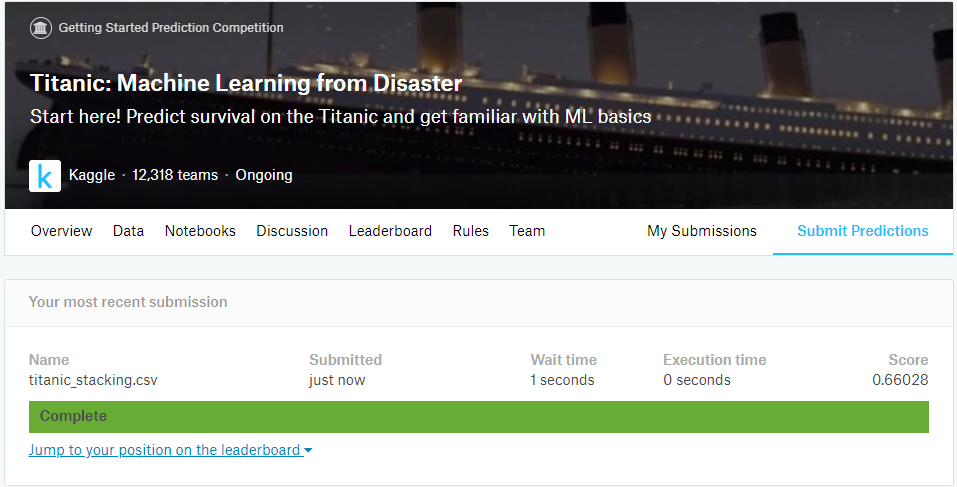 Getting Started Prediction Competition
Titanic: Machine Learning from Disaster
Start here! Predict survival on the Titanic and get familiar with ML basics
k Kaggle · 12,318 teams · Ongoing
Overview Data Notebooks Discussion Leaderboard Rules Team My Submissions Submit Predictions
Your most recent submission
Name Submitted Wait time Execution time Score
titanic_stacking.csv just now 1 seconds 0 seconds 0.66028
Complete
Jump to your position on the leaderboard